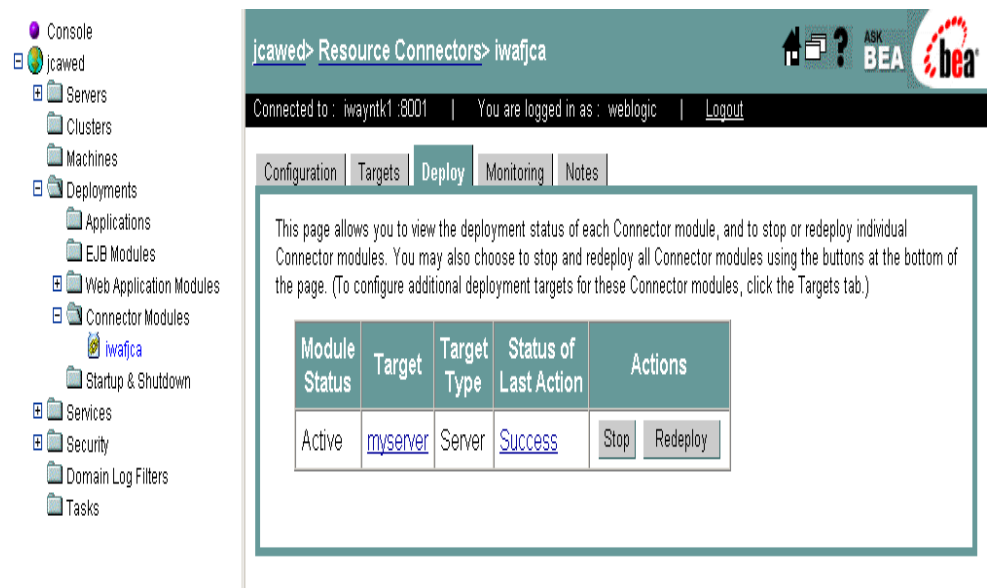 Console
jcawed
Servers
Clusters
Machines
Deployments
Applications
EJB Modules
Web Application Modules
Connector Modules
iwafjca
Startup & Shutdown
Services
Security
Domain Log Filters
Tasks
jcawed> Resource Connectors> iwafjca
? ASK BEA bea
Connected to : iwayntk1 :8001 | You are logged in as : weblogic | Logout
Configuration Targets Deploy Monitoring Notes
This page allows you to view the deployment status of each Connector module, and to stop or redeploy individual
Connector modules. You may also choose to stop and redeploy all Connector modules using the buttons at the bottom of
the page. (To configure additional deployment targets for these Connector modules, click the Targets tab.)
Module Status Target Target Type Status of Last Action Actions
Active myserver Server Success Stop Redeploy